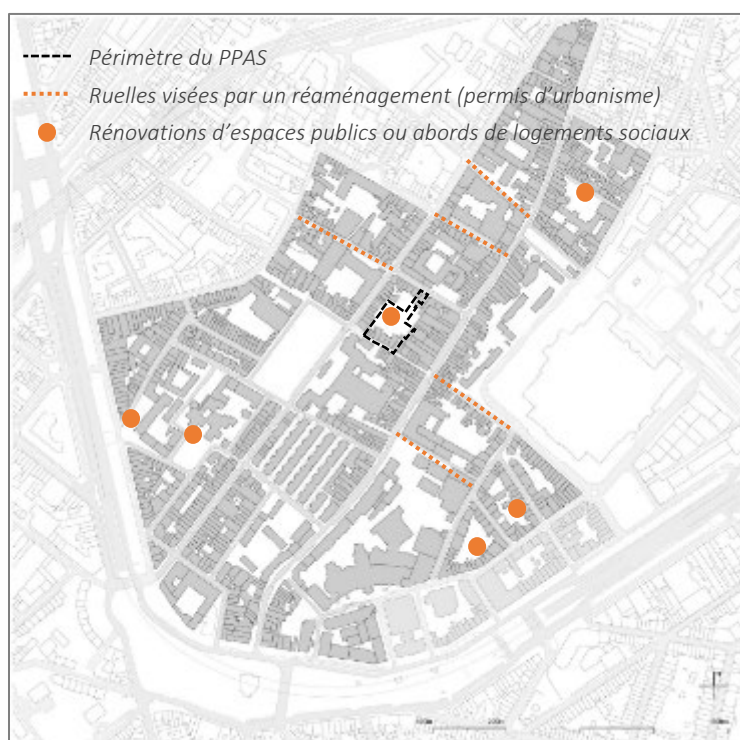 Périmètre du PPAS
Ruelles visées par un réaménagement (permis d'urbanisme)
Rénovations d'espaces publics ou abords de logements sociaux